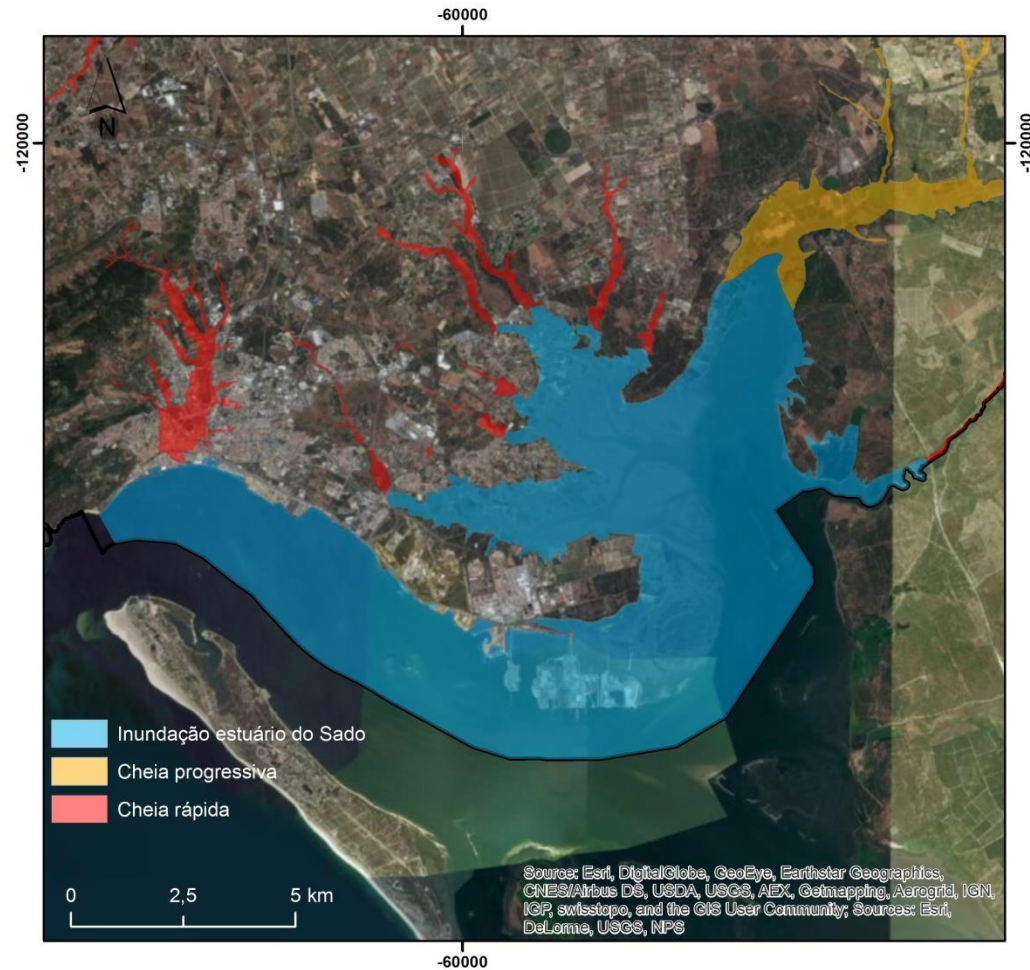 -60000
-120000
-120000
N
Inundação estuário do Sado
Cheia progressiva
Cheia rápida
0 2,5 5 km
Source: Esri, DigitalGlobe, GeoEye, Earthstar Geographics,
CNES/Airbus DS, USDA, USGS, AEX, Getmapping, Aerogrid, IGN,
IGP, swisstopo, and the GIS User Community; Sources: Esri,
DeLorme, USGS, NPS
-60000